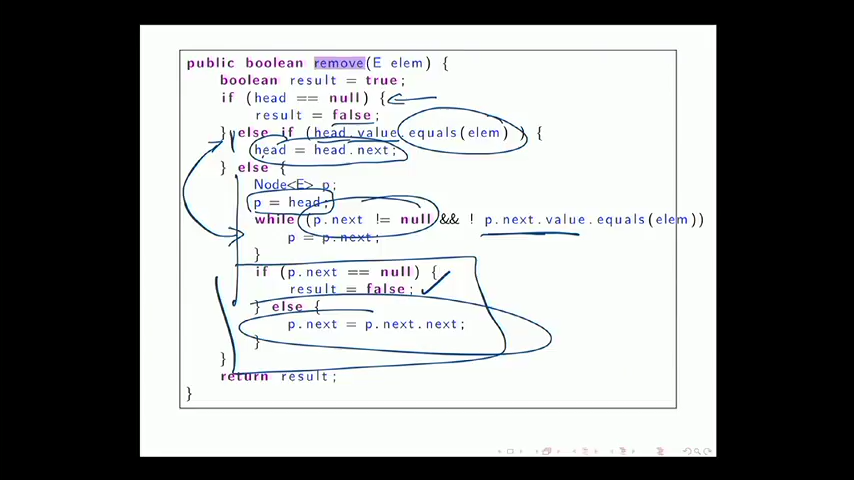 public boolean remove(E elem) {
boolean result = true;
if (head == null) {
result = false;
} else if (head.value.equals(elem) ) {
head = head.next;
} else {
Node<E> p;
p = head;
while (p.next != null && ! p.next.value.equals(elem))
p = p.next;
}
if (p.next == null) {
result = false;
} else {
p.next = p.next.next;
}
}
return result;
}